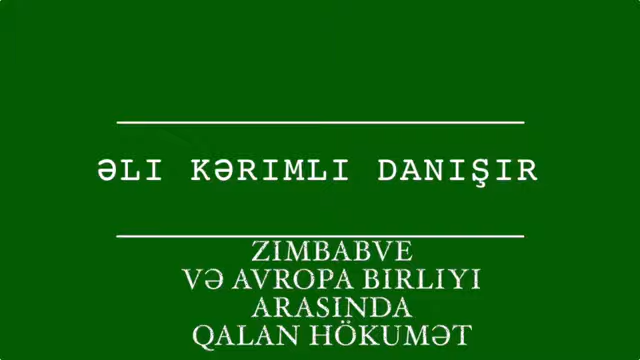 ƏLI KƏRIMLI DANIŞIR
ZIMBABVE
VƏ AVROPA BIRLIYI
ARASINDA
QALAN HÖKUMƏT